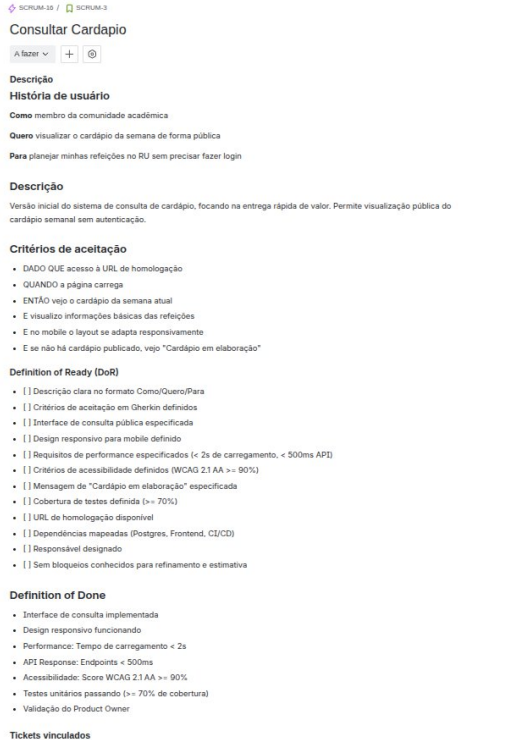 SCRUM-16 / SCRUM-3
Consultar Cardapio
A fazer
Descrição
História de usuário
Como membro da comunidade acadêmica
Quero visualizar o cardápio da semana de forma pública
Para planejar minhas refeições no RU sem precisar fazer login
Descrição
Versão inicial do sistema de consulta de cardápio, focando na entrega rápida de valor. Permite visualização pública do
cardápio semanal sem autenticação.
Critérios de aceitação
• DADO QUE acesso à URL de homologação
• QUANDO a página carrega
• ENTÃO vejo o cardápio da semana atual
• E visualizo informações básicas das refeições
• E no mobile o layout se adapta responsivamente
• E se não há cardápio publicado, vejo "Cardápio em elaboração"
Definition of Ready (DoR)
• [ ] Descrição clara no formato Como/Quero/Para
• [ ] Critérios de aceitação em Gherkin definidos
• [ ] Interface de consulta pública especificada
• [ ] Design responsivo para mobile definido
• [ ] Requisitos de performance especificados (< 2s de carregamento, < 500ms API)
• [ ] Critérios de acessibilidade definidos (WCAG 2.1 AA >= 90%)
• [ ] Mensagem de "Cardápio em elaboração" especificada
• [ ] Cobertura de testes definida (>= 70%)
• [ ] URL de homologação disponível
• [ ] Dependências mapeadas (Postgres, Frontend, CI/CD)
• [ ] Responsável designado
• [ ] Sem bloqueios conhecidos para refinamento e estimativa
Definition of Done
• Interface de consulta implementada
• Design responsivo funcionando
• Performance: Tempo de carregamento < 2s
• API Response: Endpoints < 500ms
• Acessibilidade: Score WCAG 2.1 AA >= 90%
• Testes unitários passando (>= 70% de cobertura)
• Validação do Product Owner
Tickets vinculados